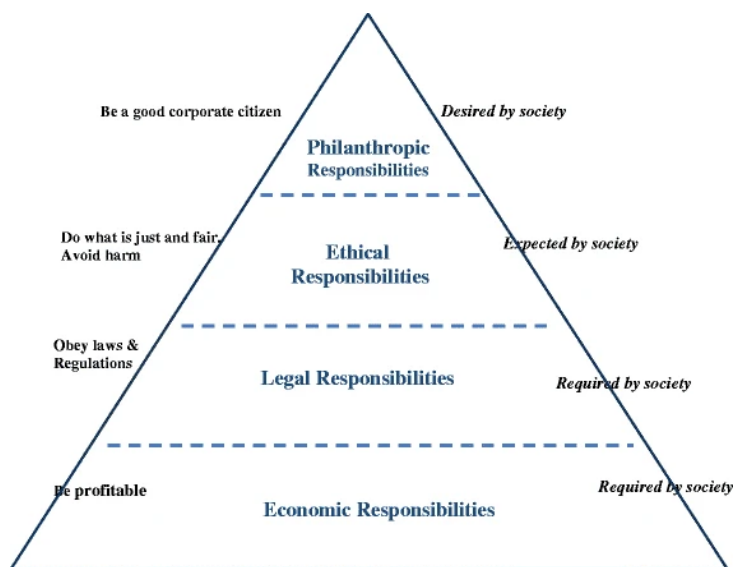 Be a good corporate citizen
Desired by society
Philanthropic
Responsibilities
Do what is just and fair,
Avoid harm
Expected by society
Ethical
Responsibilities
Obey laws &
Regulations
Legal Responsibilities
Required by society
Be profitable
Required by society
Economic Responsibilities